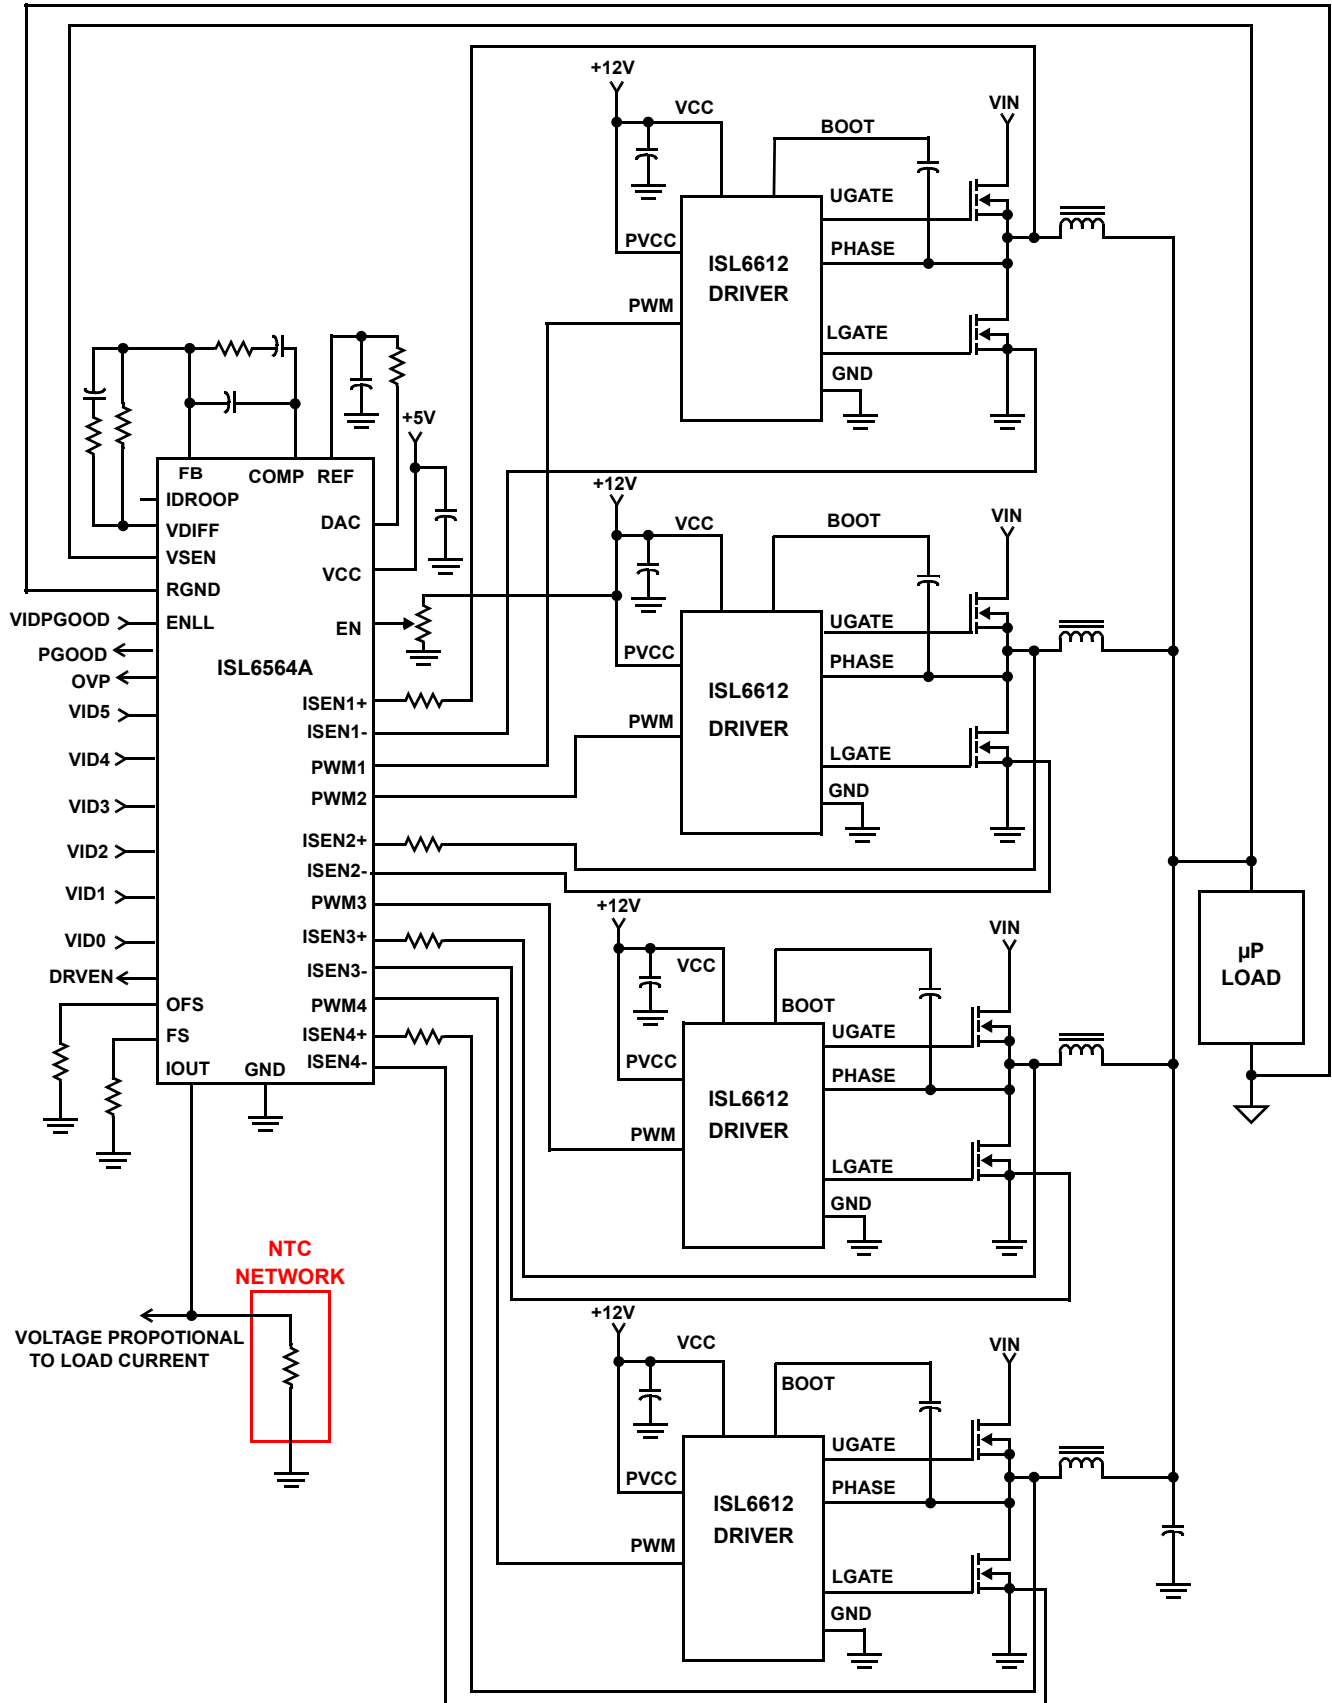 +12V
VCC
BOOT
VIN
UGATE
PVCC
PHASE
ISL6612
DRIVER
PWM
LGATE
GND
+5V
FB
COMP
REF
IDROOP
VDIFF
DAC
VSEN
VCC
RGND
VIDPGOOD
ENLL
EN
PGOOD
ISL6564A
OVP
VID5
ISEN1+
ISEN1-
VID4
PWM1
PWM2
VID3
ISEN2+
VID2
ISEN2-
VID1
PWM3
VID0
ISEN3+
ISEN3-
DRVEN
OFS
PWM4
FS
ISEN4+
IOUT
GND
ISEN4-
+12V
VCC
BOOT
VIN
UGATE
PVCC
PHASE
ISL6612
DRIVER
PWM
LGATE
GND
+12V
VCC
BOOT
VIN
UGATE
PVCC
PHASE
ISL6612
DRIVER
PWM
LGATE
GND
µP
LOAD
NTC
NETWORK
VOLTAGE PROPOTIONAL
TO LOAD CURRENT
+12V
VCC
BOOT
VIN
UGATE
PVCC
PHASE
ISL6612
DRIVER
PWM
LGATE
GND